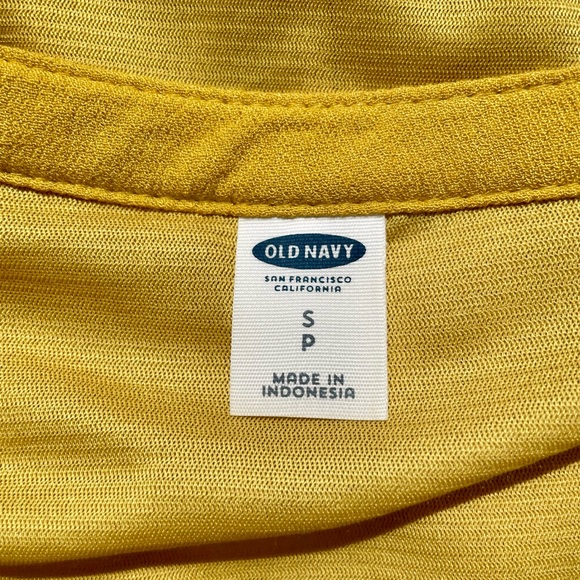 OLD NAVY
SAN FRANCISCO
CALIFORNIA
S
P
MADE IN
INDONESIA